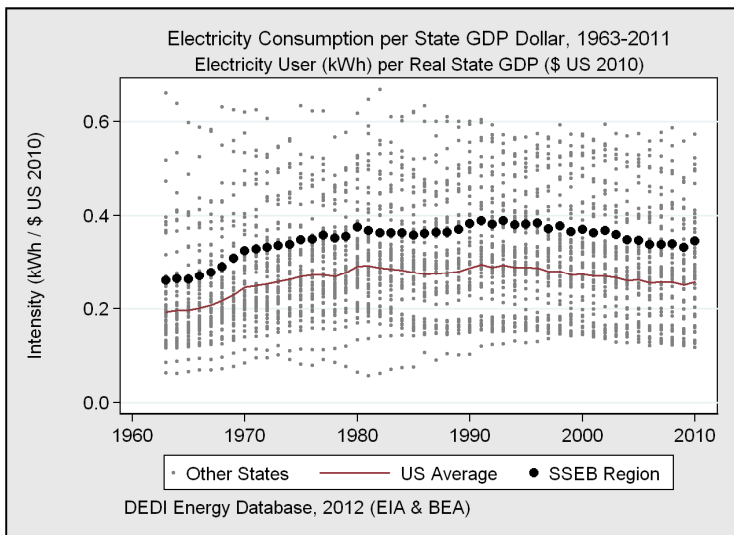 Electricity Consumption per State GDP Dollar, 1963-2011
Electricity User (kWh) per Real State GDP ($ US 2010)
Intensity (kWh / $ US 2010)
0.6
0.4
0.2
0.0
1960 1970 1980 1990 2000 2010
Other States US Average SSEB Region
DEDI Energy Database, 2012 (EIA & BEA)